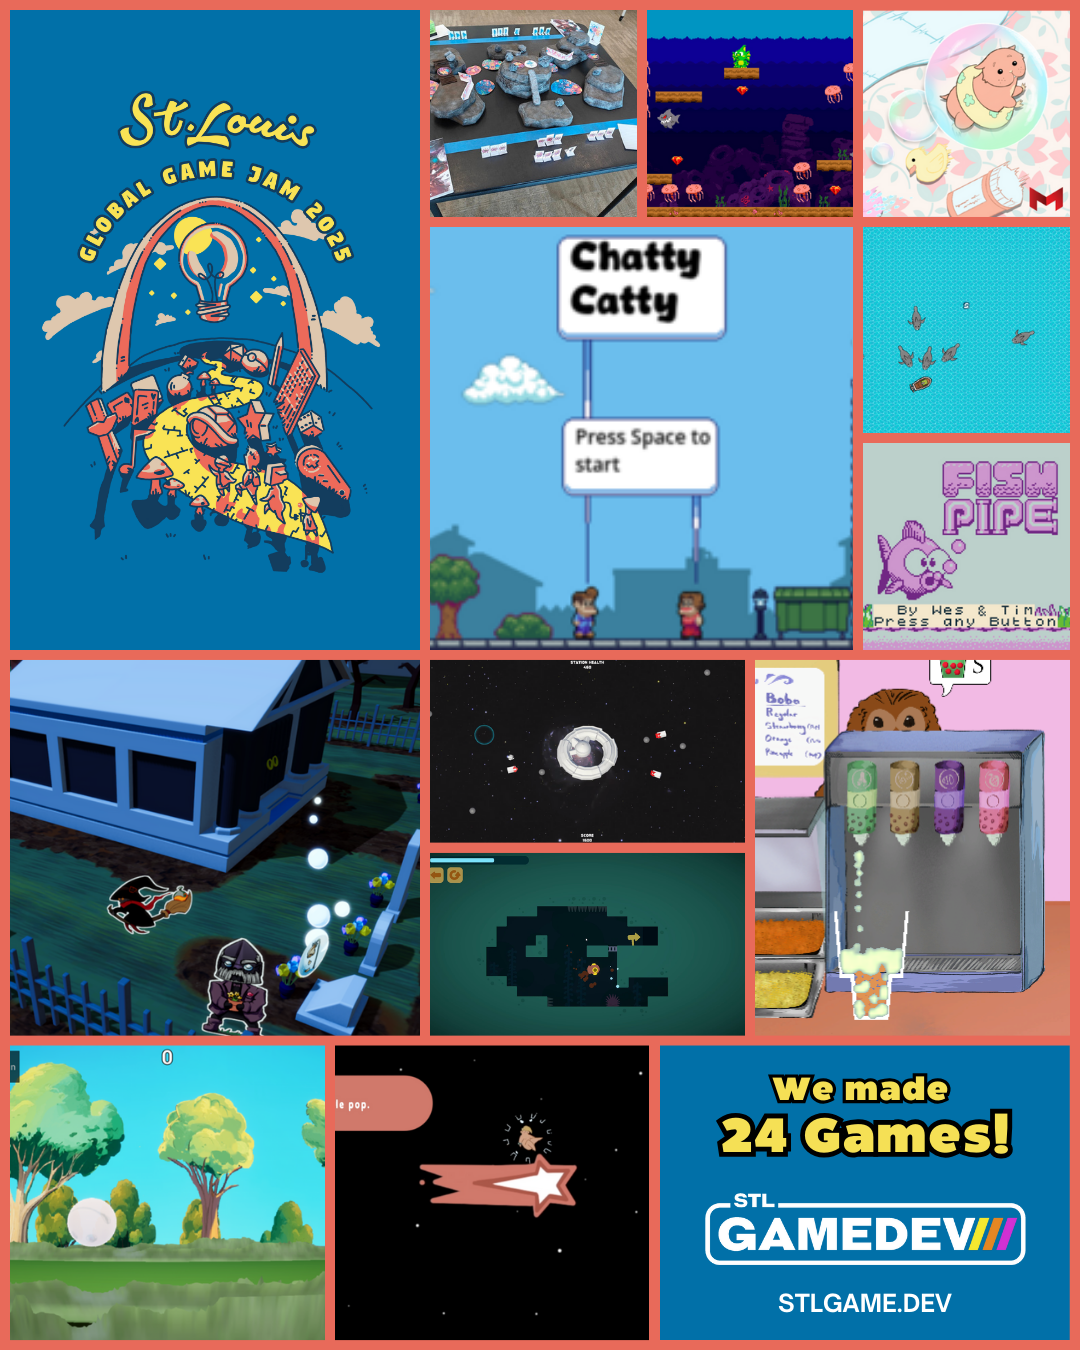 St. Louis
GLOBAL GAME JAM 2025
Chatty
Catty
Press Space to
start
FISH
PIPE
By Wes & Tim
Press any Button
STATION HEALTH
SCORE
Bobo
Regular
Strawberry
Orange
Pineapple
S
0
n
le pop.
We made
24 Games!
STL
GAMEDEV
STLGAME.DEV